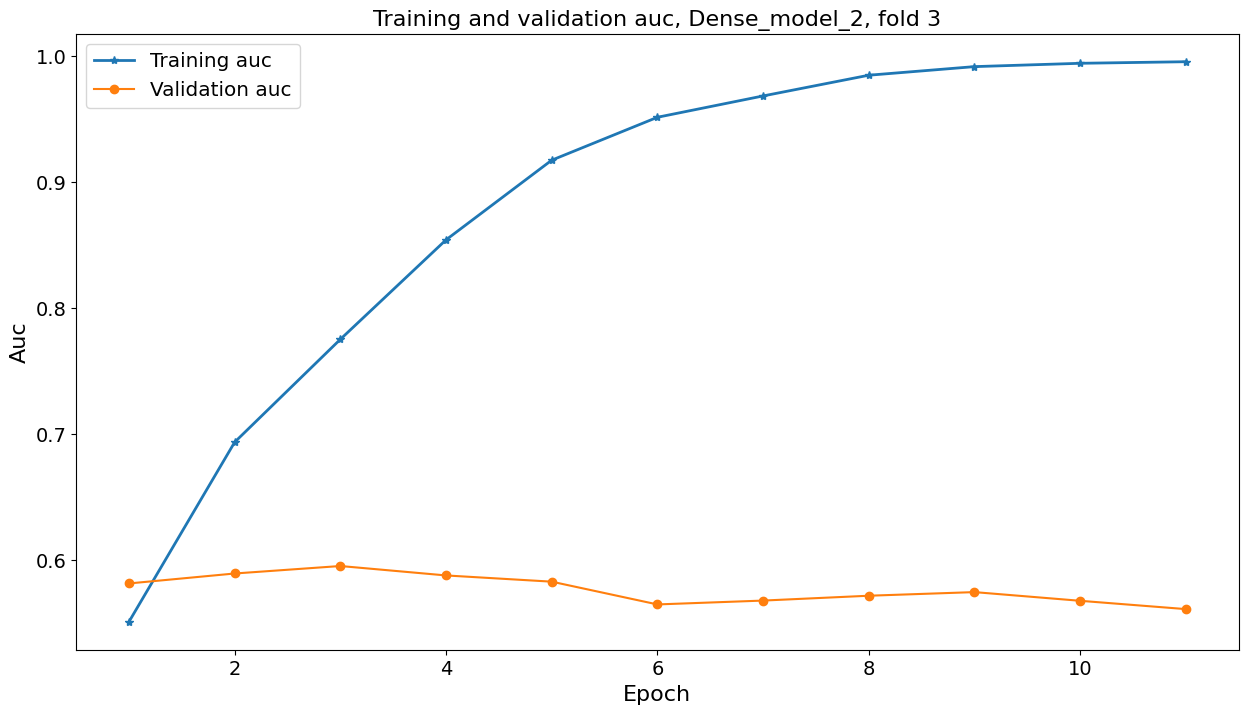 Training and validation auc, Dense_model_2, fold 3
Training auc
Validation auc
1.0
0.9
0.8
0.7
0.6
Auc
2 4 6 8 10
Epoch